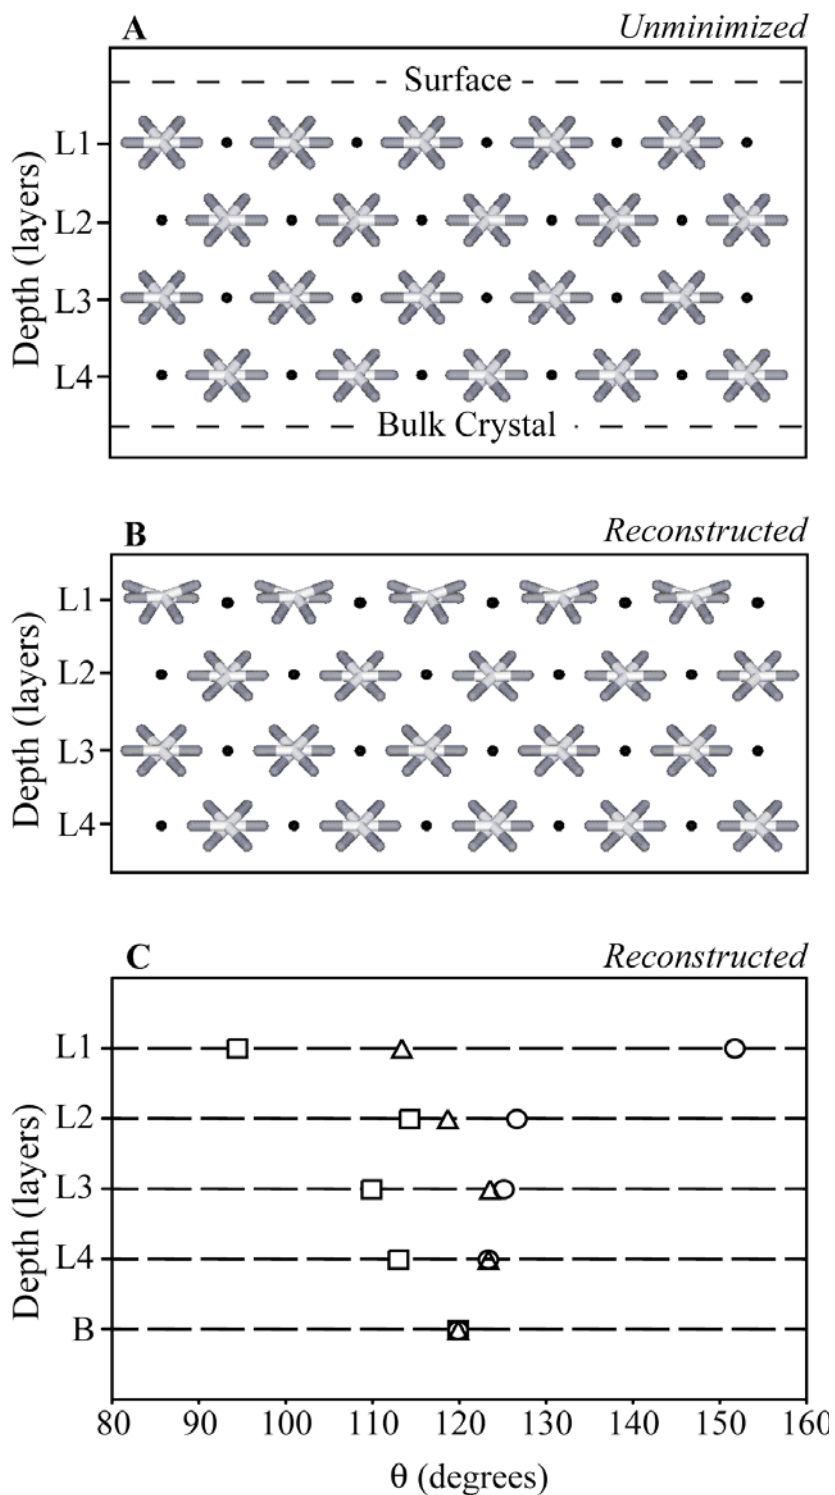 A Unminimized
Surface
L1
L2
L3
L4
Depth (layers)
Bulk Crystal
B Reconstructed
L1
L2
L3
L4
Depth (layers)
C Reconstructed
L1
L2
L3
L4
B
Depth (layers)
80 90 100 110 120 130 140 150 160
θ (degrees)